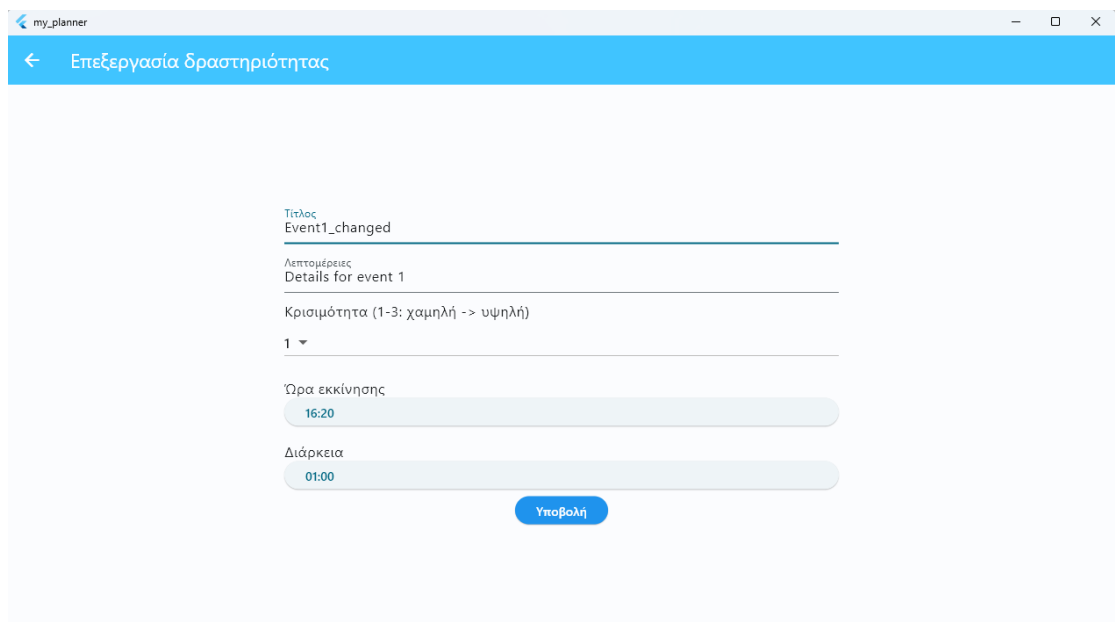 my_planner
Επεξεργασία δραστηριότητας
Τίτλος
Event1_changed
Λεπτομέρειες
Details for event 1
Κρισιμότητα (1-3: χαμηλή -> υψηλή)
1
Ώρα εκκίνησης
16:20
Διάρκεια
01:00
Υποβολή